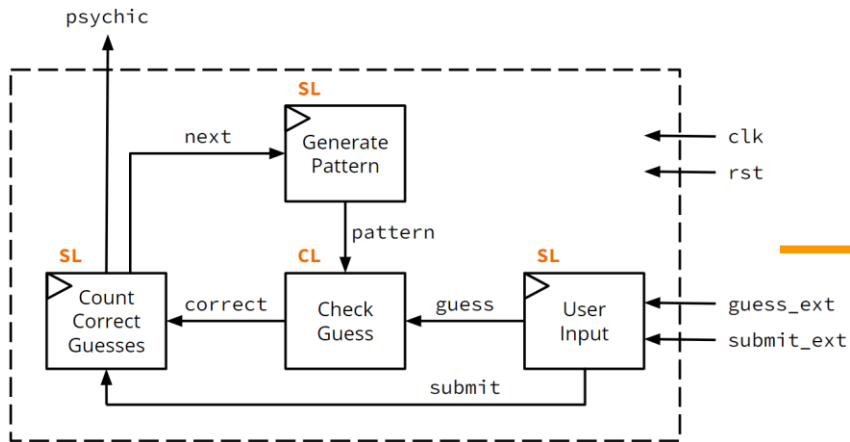 psychic
SL
next
Generate
Pattern
clk
rst
pattern
SL
CL
SL
Count
Correct
Guesses
correct
Check
Guess
guess
User
Input
guess_ext
submit_ext
submit